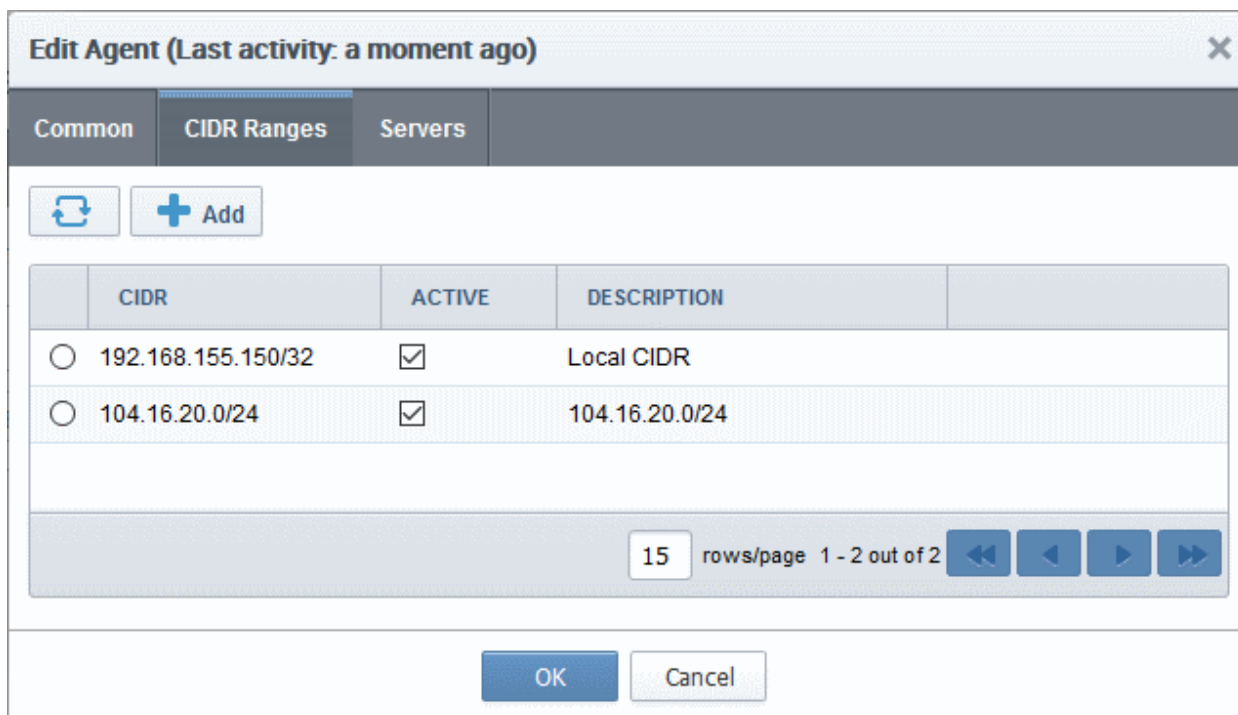 Edit Agent (Last activity: a moment ago)
Common CIDR Ranges Servers
Add
CIDR ACTIVE DESCRIPTION
192.168.155.150/32 Local CIDR
104.16.20.0/24 104.16.20.0/24
15 rows/page 1 - 2 out of 2
OK Cancel